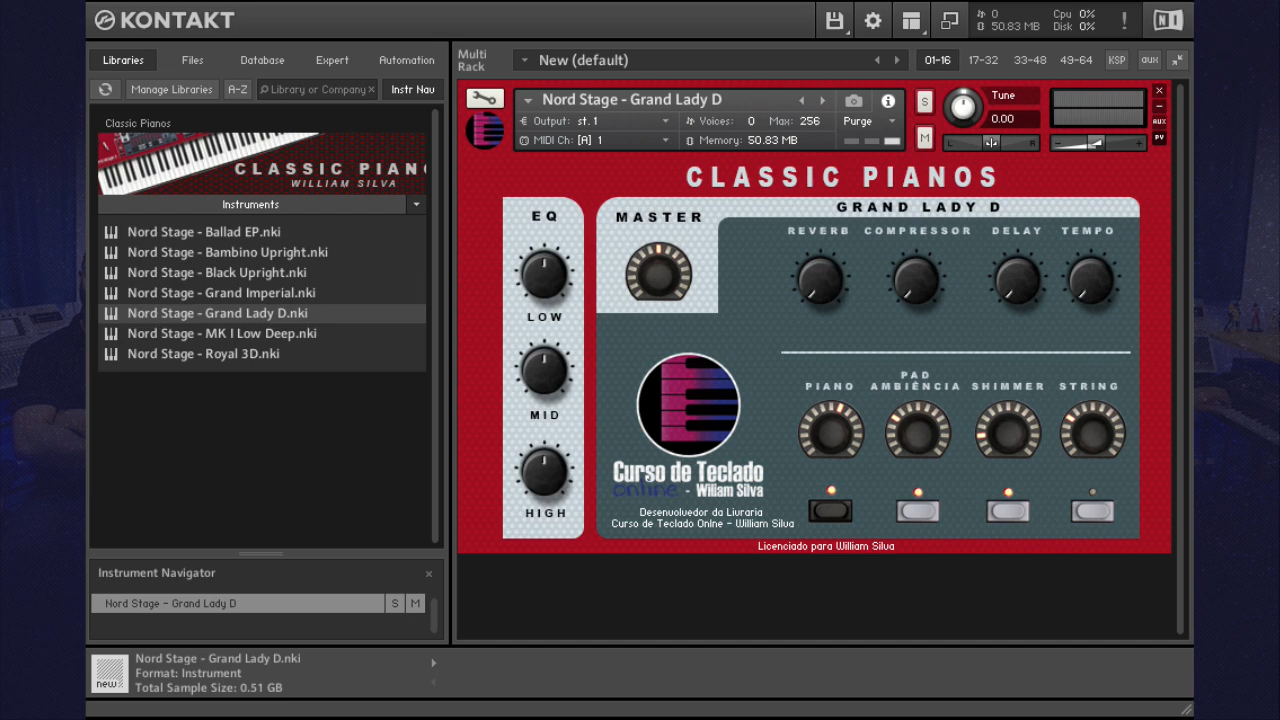 KONTAKT
0
50.83 MB
Cpu 0%
Disk 0%
!
Libraries
Files
Database
Expert
Automation
Manage Libraries
A-Z
Library or Company
Instr Nav
Classic Pianos
CLASSIC PIAN
WILLIAM SILVA
Instruments
Nord Stage - Ballad EP.nki
Nord Stage - Bambino Upright.nki
Nord Stage - Black Upright.nki
Nord Stage - Grand Imperial.nki
Nord Stage - Grand Lady D.nki
Nord Stage - MK I Low Deep.nki
Nord Stage - Royal 3D.nki
Instrument Navigator
Nord Stage - Grand Lady D
S
M
new
Nord Stage - Grand Lady D.nki
Format: Instrument
Total Sample Size: 0.51 GB
Multi
Rack
New (default)
01-16
17-32
33-48
49-64
KSP
aux
Nord Stage - Grand Lady D
Output: st.1
Voices: 0 Max: 256
Purge
MIDI Ch: [A] 1
Memory: 50.83 MB
S
M
Tune
0.00
L
R
AUX
PV
CLASSIC PIANOS
GRAND LADY D
EQ
LOW
MID
HIGH
MASTER
REVERB
COMPRESSOR
DELAY
TEMPO
PIANO
PAD
AMBIÊNCIA
SHIMMER
STRING
Curso de Teclado
online - Wiliam Silva
Desenvolvedor da Livraria
Curso de Teclado Onlne - William Silva
Licenciado para William Silva